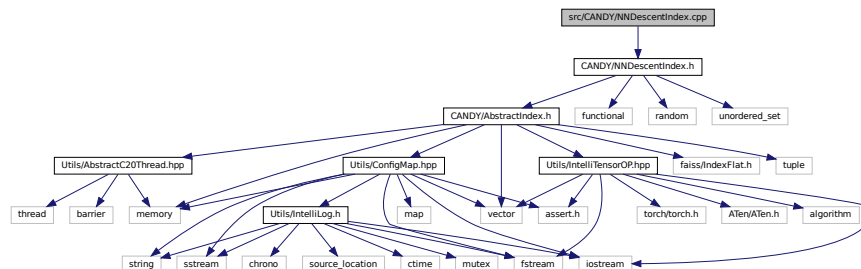 src/CANDY/NNDescentIndex.cpp
CANDY/NNDescentIndex.h
CANDY/AbstractIndex.h
functional
random
unordered_set
Utils/AbstractC20Thread.hpp
Utils/ConfigMap.hpp
Utils/IntelliTensorOP.hpp
faiss/IndexFlat.h
tuple
thread
barrier
memory
Utils/IntelliLog.h
map
vector
assert.h
torch/torch.h
ATen/ATen.h
algorithm
string
sstream
chrono
source_location
ctime
mutex
fstream
iostream